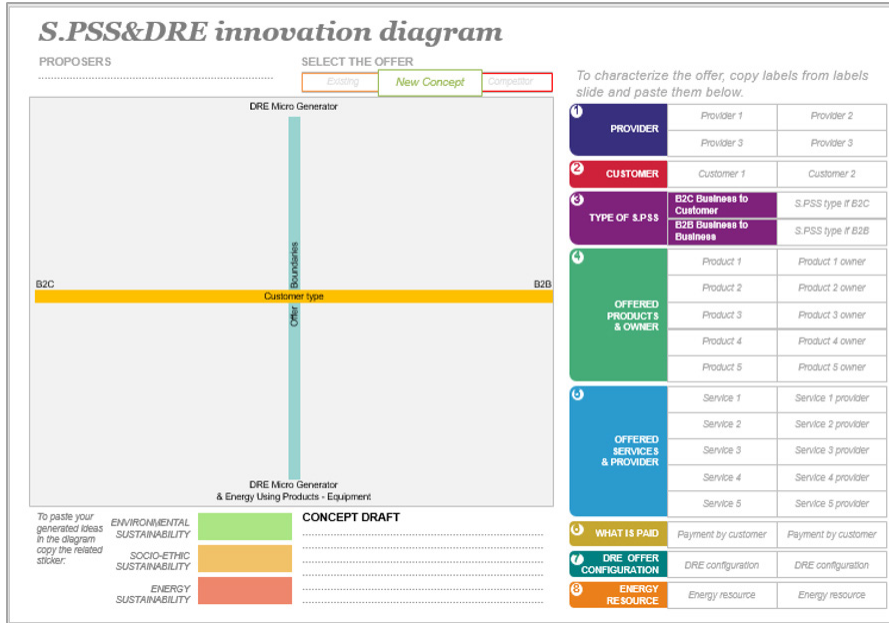 S.PSS&DRE innovation diagram
PROPOSERS
SELECT THE OFFER
Existing
New Concept
Competitor
To characterize the offer, copy labels from labels
slide and paste them below.
DRE Micro Generator
B2C
B2B
Customer type
Offer Boundaries
DRE Micro Generator
& Energy Using Products - Equipment
1
PROVIDER
Provider 1
Provider 2
Provider 3
Provider 3
2
CUSTOMER
Customer 1
Customer 2
3
TYPE OF S.PSS
B2C Business to
Customer
S.PSS type if B2C
B2B Business to
Business
S.PSS type if B2B
4
OFFERED
PRODUCTS
& OWNER
Product 1
Product 1 owner
Product 2
Product 2 owner
Product 3
Product 3 owner
Product 4
Product 4 owner
Product 5
Product 5 owner
5
OFFERED
SERVICES
& PROVIDER
Service 1
Service 1 provider
Service 2
Service 2 provider
Service 3
Service 3 provider
Service 4
Service 4 provider
Service 5
Service 5 provider
6
WHAT IS PAID
Payment by customer
Payment by customer
7
DRE OFFER
CONFIGURATION
DRE configuration
DRE configuration
8
ENERGY
RESOURCE
Energy resource
Energy resource
To paste your
generated ideas
in the diagram
copy the related
sticker:
ENVIRONMENTAL
SUSTAINABILITY
SOCIO-ETHIC
SUSTAINABILITY
ENERGY
SUSTAINABILITY
CONCEPT DRAFT